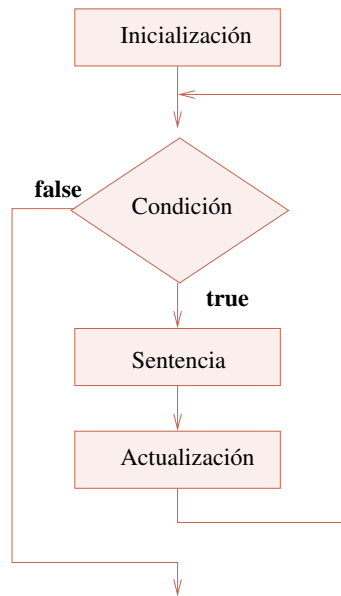 Inicialización
false
Condición
true
Sentencia
Actualización